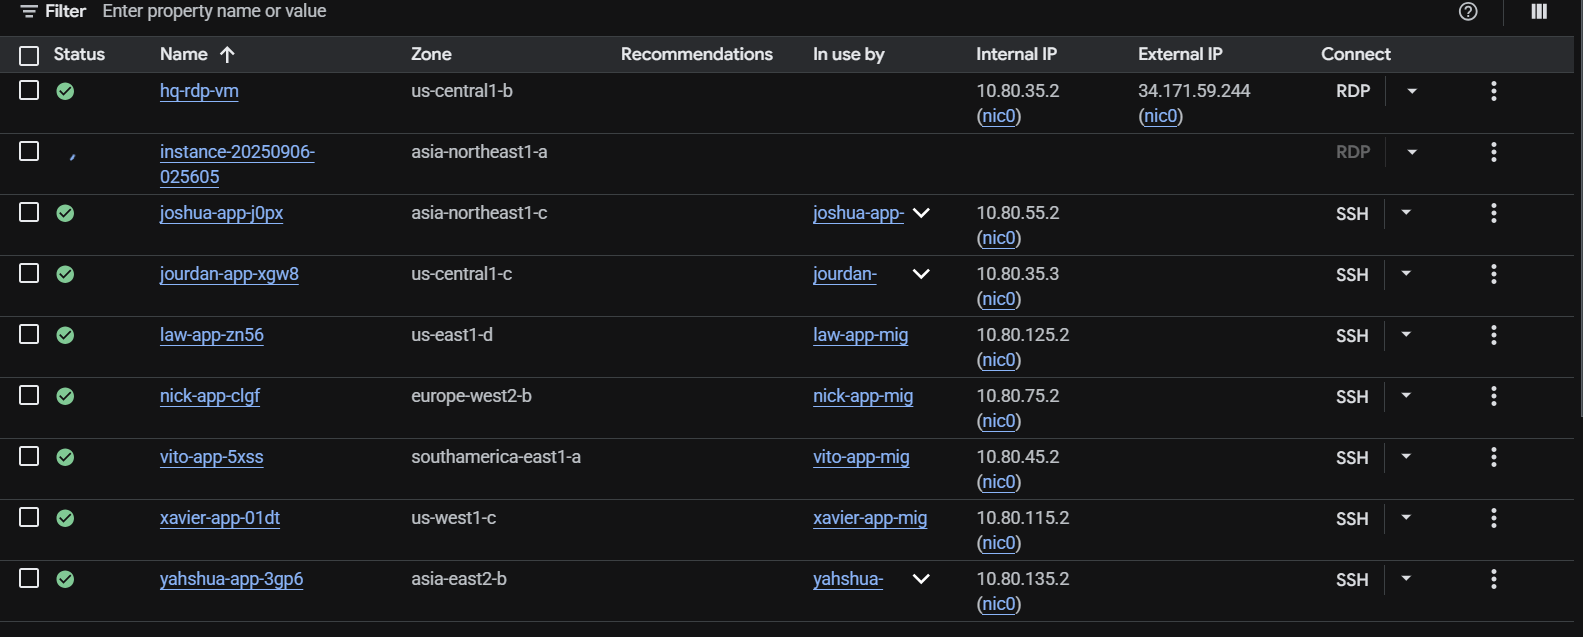 Filter Enter property name or value
Status Name Zone Recommendations In use by Internal IP External IP Connect
hq-rdp-vm us-central1-b 10.80.35.2 34.171.59.244 RDP
(nic0) (nic0)
instance-20250906- asia-northeast1-a RDP
025605
joshua-app-j0px asia-northeast1-c joshua-app- 10.80.55.2 SSH
(nic0)
jourdan-app-xgw8 us-central1-c jourdan- 10.80.35.3 SSH
(nic0)
law-app-zn56 us-east1-d law-app-mig 10.80.125.2 SSH
(nic0)
nick-app-clgf europe-west2-b nick-app-mig 10.80.75.2 SSH
(nic0)
vito-app-5xss southamerica-east1-a vito-app-mig 10.80.45.2 SSH
(nic0)
xavier-app-01dt us-west1-c xavier-app-mig 10.80.115.2 SSH
(nic0)
yahshua-app-3gp6 asia-east2-b yahshua- 10.80.135.2 SSH
(nic0)